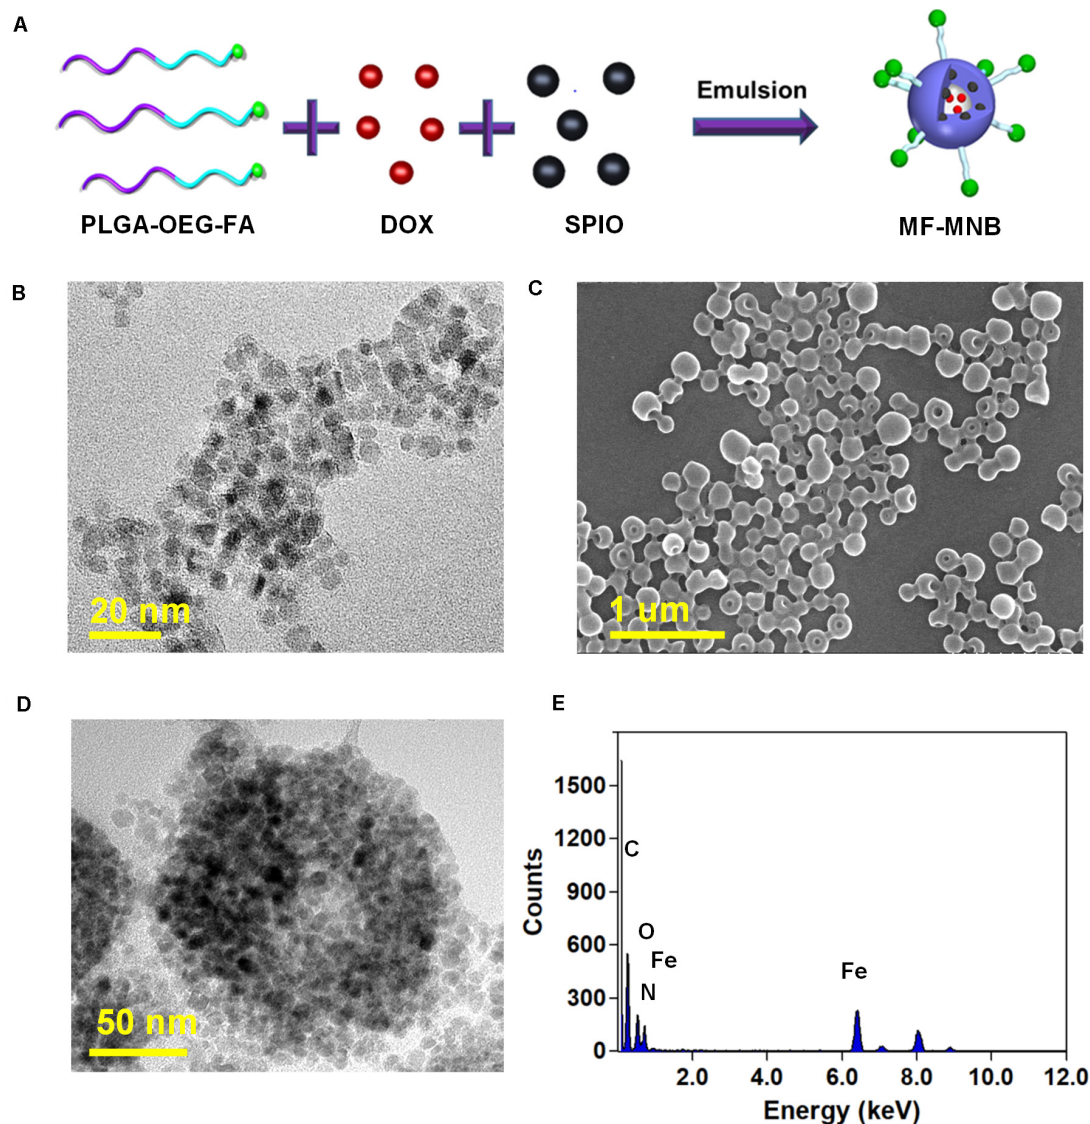 A
Emulsion
PLGA-OEG-FA
DOX
SPIO
MF-MNB
B
20 nm
C
1 um
D
50 nm
E
1500
1200
900
600
300
0
Counts
C
O
Fe
N
Fe
2.0 4.0 6.0 8.0 10.0 12.0
Energy (keV)